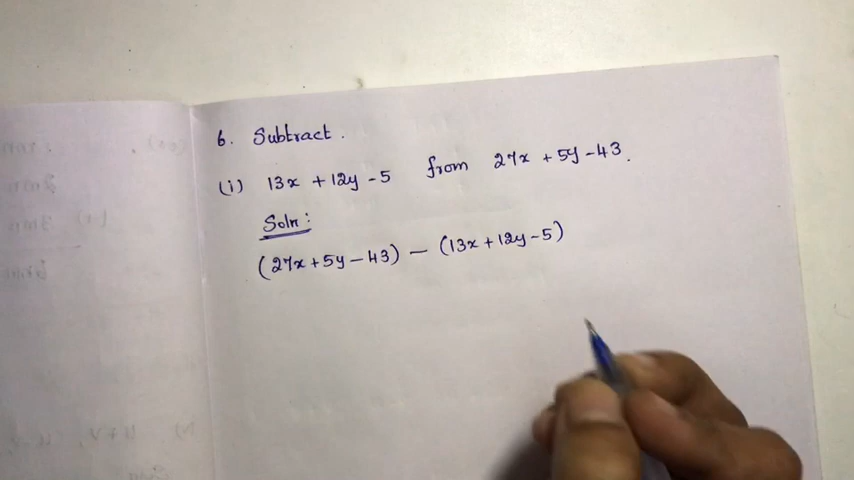 6. Subtract.
(i) 13x + 12y - 5 from 27x + 5y - 43.
Soln:
(27x + 5y - 43) - (13x + 12y - 5)